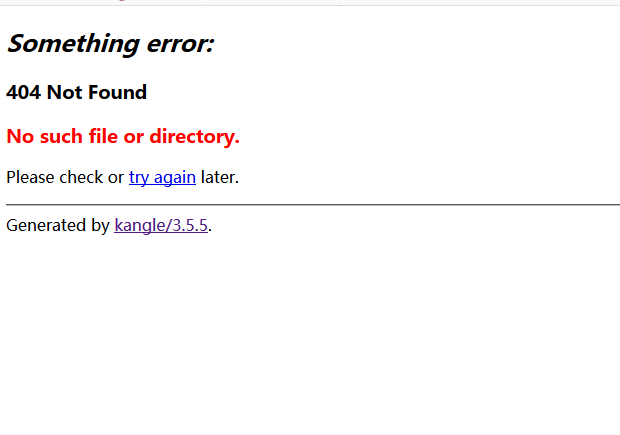 Something error:
404 Not Found
No such file or directory.
Please check or try again later.
Generated by kangle/3.5.5.